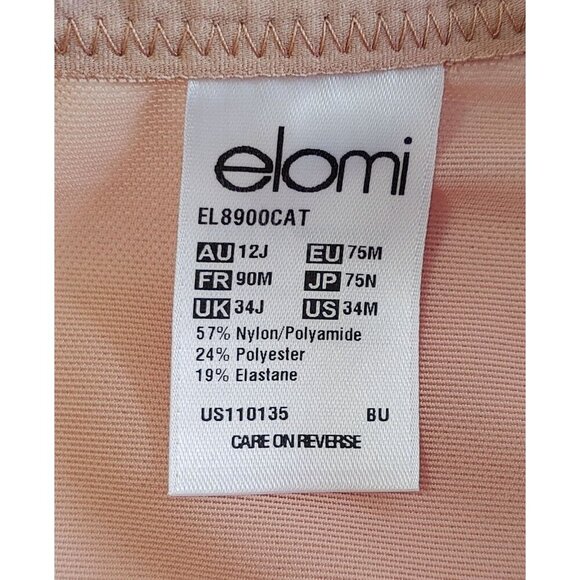 elomi
EL8900CAT
AU 12J EU 75M
FR 90M JP 75N
UK 34J US 34M
57% Nylon/Polyamide
24% Polyester
19% Elastane
US110135 BU
CARE ON REVERSE